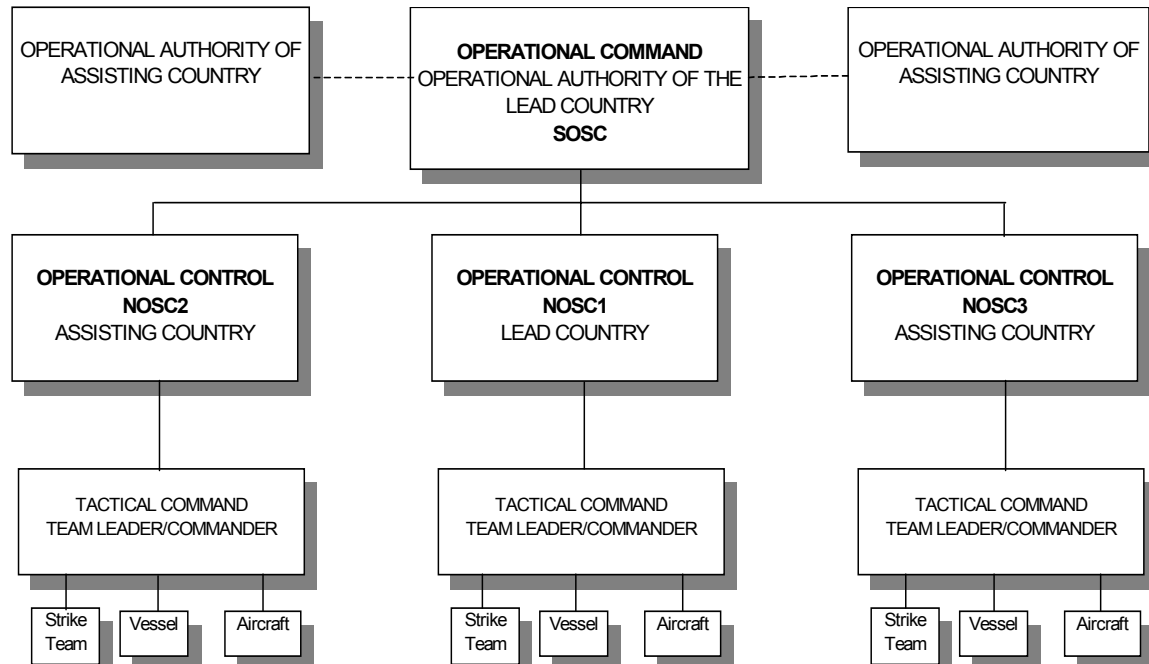 OPERATIONAL AUTHORITY OF
ASSISTING COUNTRY
OPERATIONAL COMMAND
OPERATIONAL AUTHORITY OF THE
LEAD COUNTRY
SOSC
OPERATIONAL AUTHORITY OF
ASSISTING COUNTRY
OPERATIONAL CONTROL
NOSC2
ASSISTING COUNTRY
OPERATIONAL CONTROL
NOSC1
LEAD COUNTRY
OPERATIONAL CONTROL
NOSC3
ASSISTING COUNTRY
TACTICAL COMMAND
TEAM LEADER/COMMANDER
TACTICAL COMMAND
TEAM LEADER/COMMANDER
TACTICAL COMMAND
TEAM LEADER/COMMANDER
Strike
Team
Vessel
Aircraft
Strike
Team
Vessel
Aircraft
Strike
Team
Vessel
Aircraft